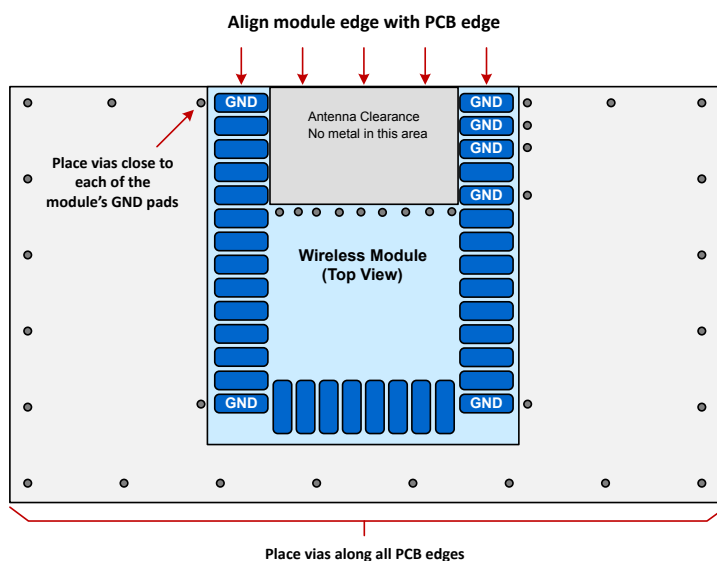 Align module edge with PCB edge
GND
GND
Antenna Clearance
No metal in this area
GND
GND
Place vias close to
each of the
module's GND pads
GND
Wireless Module
(Top View)
GND
GND
Place vias along all PCB edges